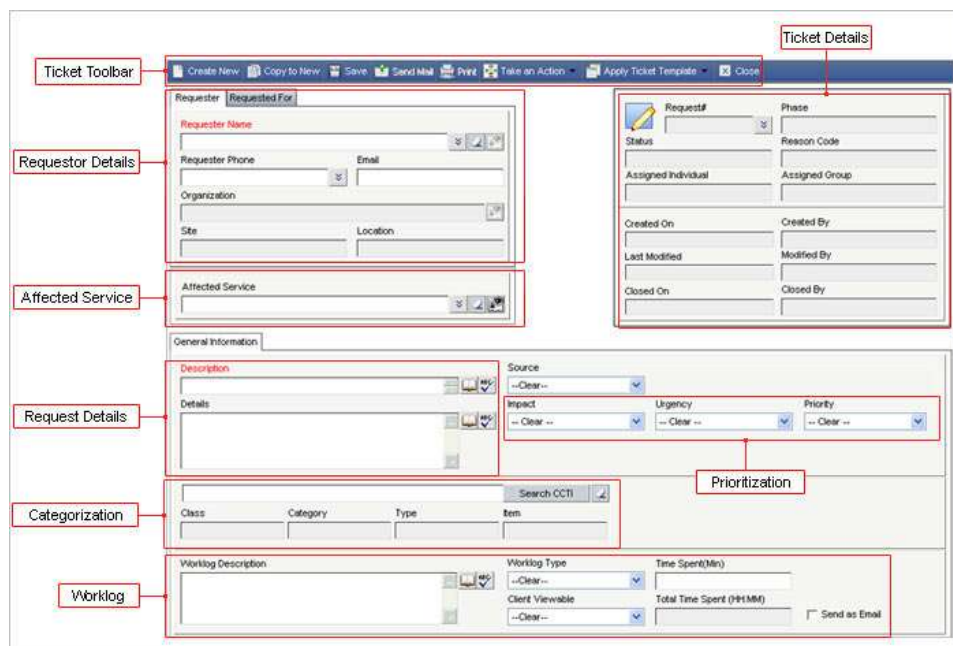 Ticket Details
Ticket Toolbar
Create New Copy to New Save Send Mail Print Take an Action Apply Ticket Template Close
Requester Requested For
Requester Name
Requestor Details
Requester Phone Email
Organization
Site Location
Request# Phase
Status Reason Code
Assigned Individual Assigned Group
Created On Created By
Last Modified Modified By
Closed On Closed By
Affected Service
Affected Service
General Information
Description Source
--Clear--
Request Details
Details Impact Urgency Priority
-- Clear -- -- Clear -- -- Clear --
Prioritization
Search CCTI
Categorization
Class Category Type Item
Worklog Description Worklog Type Time Spent(Min)
--Clear--
Worklog
Client Viewable Total Time Spent (HH:MM)
--Clear-- Send as Email